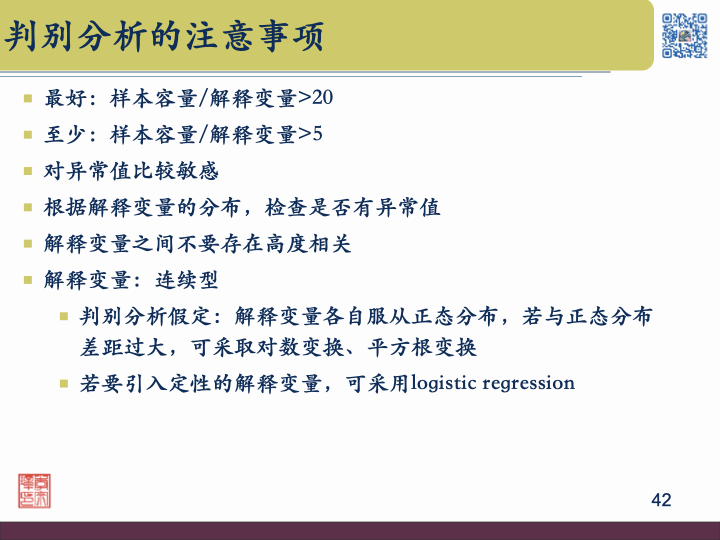 判别分析的注意事项
最好：样本容量/解释变量>20
至少：样本容量/解释变量>5
对异常值比较敏感
根据解释变量的分布，检查是否有异常值
解释变量之间不要存在高度相关
解释变量：连续型
判别分析假定：解释变量各自服从正态分布，若与正态分布
差距过大，可采取对数变换、平方根变换
若要引入定性的解释变量，可采用logistic regression
42